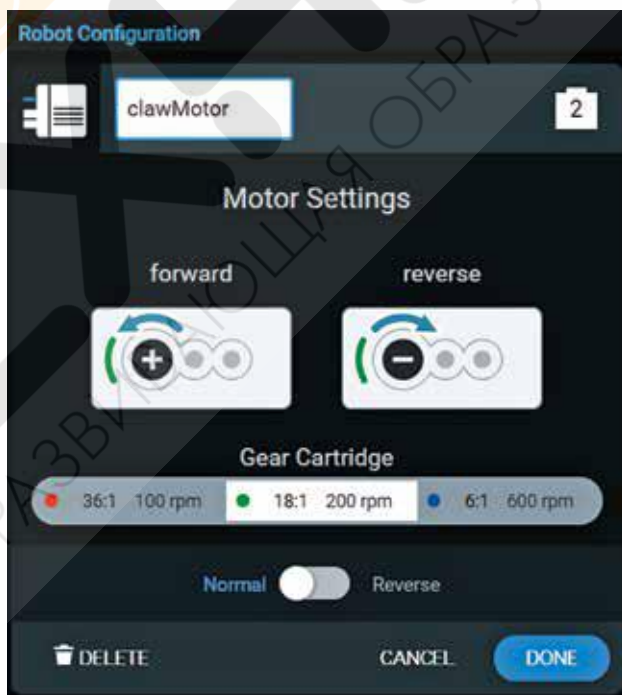 Robot Configuration
clawMotor
2
Motor Settings
forward reverse
Gear Cartridge
36:1 100 rpm 18:1 200 rpm 6:1 600 rpm
Normal Reverse
DELETE CANCEL DONE